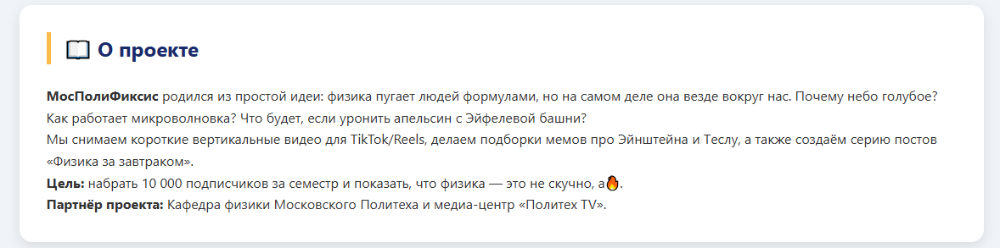 📖 О проекте
МосПолиФиксис родился из простой идеи: физика пугает людей формулами, но на самом деле она везде вокруг нас. Почему небо голубое?
Как работает микроволновка? Что будет, если уронить апельсин с Эйфелевой башни?
Мы снимаем короткие вертикальные видео для TikTok/Reels, делаем подборки мемов про Эйнштейна и Теслу, а также создаём серию постов
«Физика за завтраком».
Цель: набрать 10 000 подписчиков за семестр и показать, что физика — это не скучно, а🔥.
Партнёр проекта: Кафедра физики Московского Политеха и медиа-центр «Политех TV».